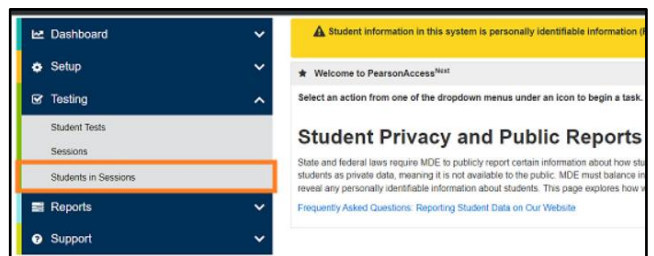 Dashboard
Setup
Testing
Student Tests
Sessions
Students in Sessions
Reports
Support
Student information in this system is personally identifiable information (
Welcome to PearsonAccessNext
Select an action from one of the dropdown menus under an icon to begin a task.
Student Privacy and Public Reports
State and federal laws require MDE to publicly report certain information about how stu
students as private data, meaning it is not available to the public. MDE must balance in
reveal any personally identifiable information about students. This page explores how w
Frequently Asked Questions: Reporting Student Data on Our Website